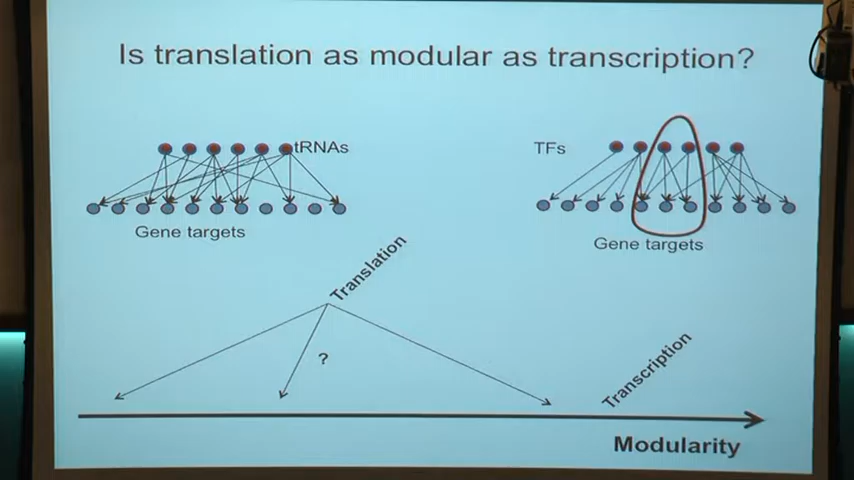 Is translation as modular as transcription?
tRNAs
TFs
Gene targets
Gene targets
Translation
?
Transcription
Modularity